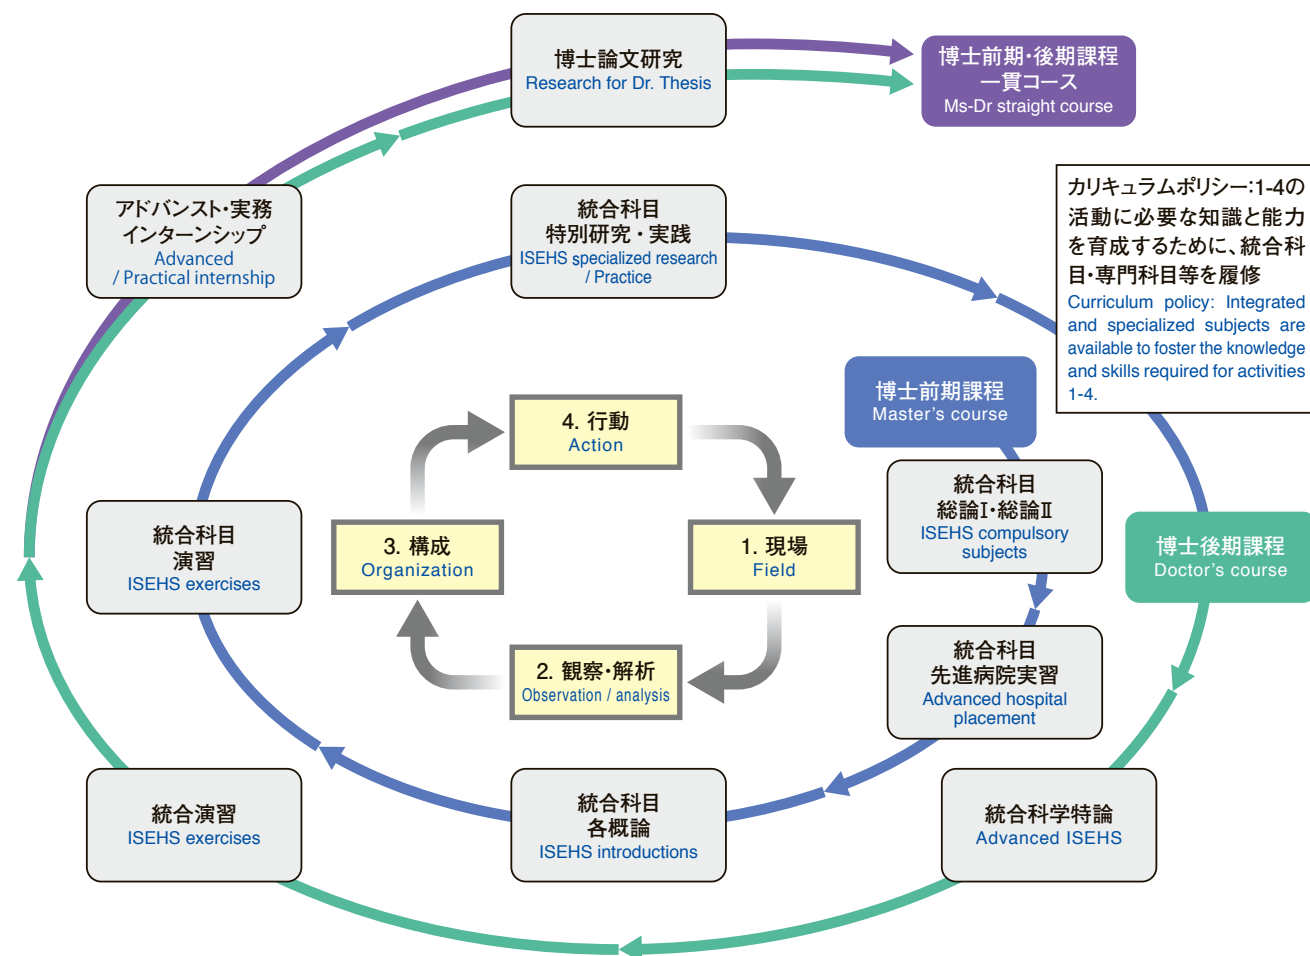 博士論文研究
Research for Dr. Thesis
博士前期・後期課程
一貫コース
Ms-Dr straight course
カリキュラムポリシー:1-4の
活動に必要な知識と能力
を育成するために、統合科
目・専門科目等を履修
Curriculum policy: Integrated
and specialized subjects are
available to foster the knowledge
and skills required for activities
1-4.
アドバンスト・実務
インターンシップ
Advanced
/ Practical internship
統合科目
特別研究・実践
ISEHS specialized research
/ Practice
博士前期課程
Master's course
4. 行動
Action
統合科目
総論Ⅰ・総論Ⅱ
ISEHS compulsory
subjects
統合科目
演習
ISEHS exercises
3. 構成
Organization
1. 現場
Field
博士後期課程
Doctor's course
2. 観察・解析
Observation / analysis
統合科目
先進病院実習
Advanced hospital
placement
統合演習
ISEHS exercises
統合科目
各概論
ISEHS introductions
統合科学特論
Advanced ISEHS